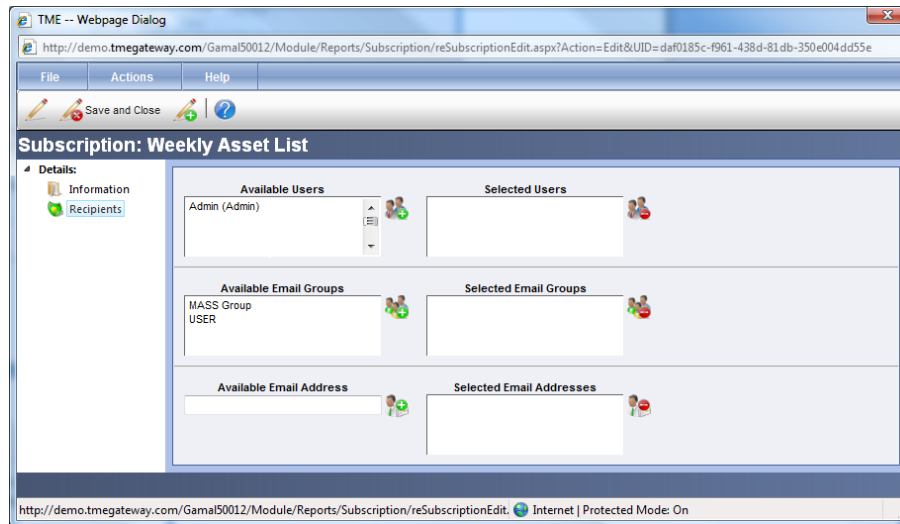 TME -- Webpage Dialog
http://demo.tmegateway.com/Gamal50012/Module/Reports/Subscription/reSubscriptionEdit.aspx?Action=Edit&UID=daf0185c-f961-438d-81db-350e004dd55e
File Actions Help
Save and Close
Subscription: Weekly Asset List
Details:
Information
Recipients
Available Users Selected Users
Admin (Admin)
Available Email Groups Selected Email Groups
MASS Group
USER
Available Email Address Selected Email Addresses
http://demo.tmegateway.com/Gamal50012/Module/Reports/Subscription/reSubscriptionEdit. Internet | Protected Mode: On